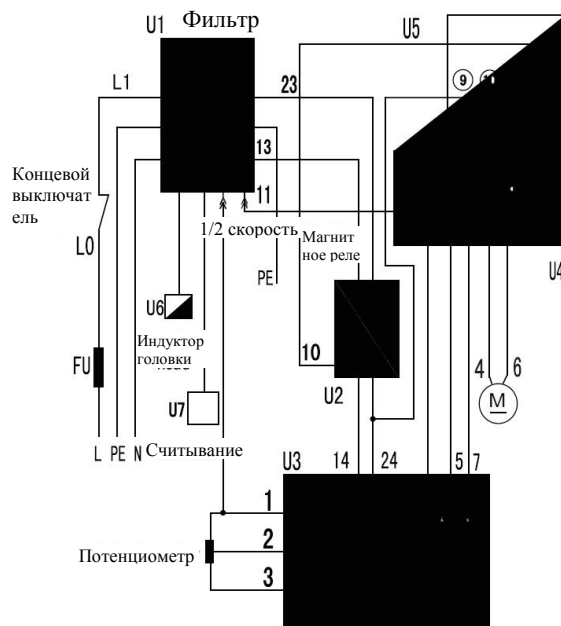 U1 Фильтр
U5
L1
23
9
13
11
Концевой
выключат
ель
L0
1/2 скорость
Магнит
ное реле
PE
U4
U6
Индуктор
головки
10
FU
U7
U2
4
6
M
L PE N
Считывание
U3
14
24
5
7
1
2
3
Потенциометр